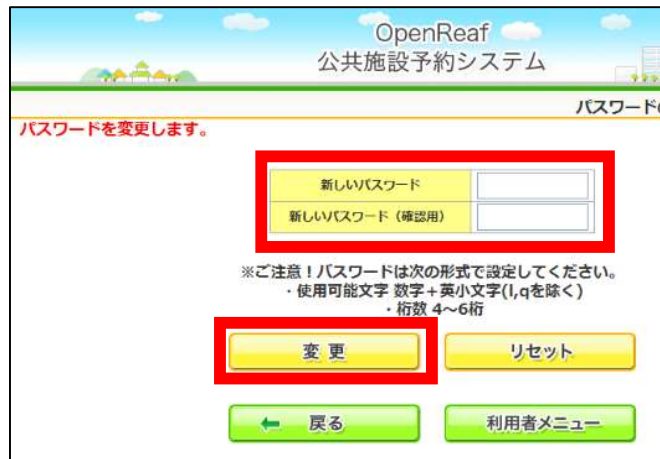 OpenReaf
公共施設予約システム
パスワード
パスワードを変更します。
新しいパスワード
新しいパスワード（確認用）
※ご注意！パスワードは次の形式で設定してください。
・使用可能文字 数字＋英小文字(l,qを除く)
・桁数 4～6桁
変 更
リセット
戻る
利用者メニュー